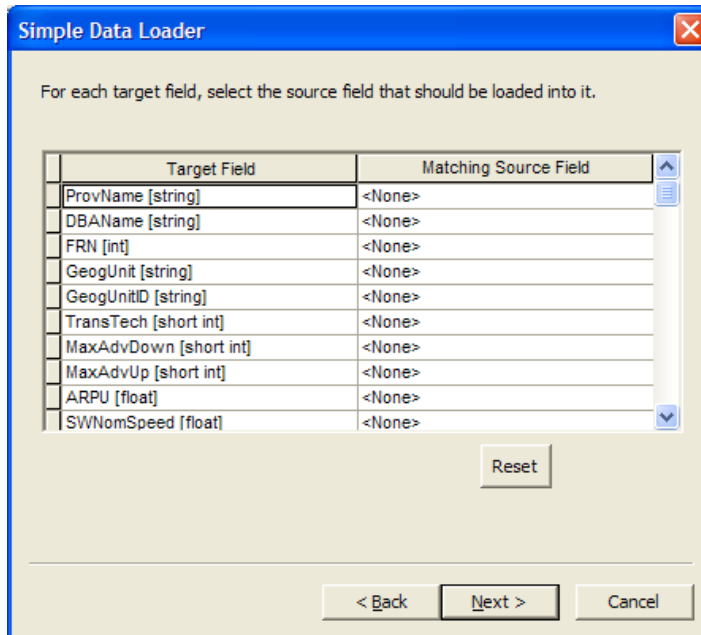 Simple Data Loader
For each target field, select the source field that should be loaded into it.
Target Field Matching Source Field
ProvName [string] <None>
DBAName [string] <None>
FRN [int] <None>
GeogUnit [string] <None>
GeogUnitID [string] <None>
TransTech [short int] <None>
MaxAdvDown [short int] <None>
MaxAdvUp [short int] <None>
ARPU [float] <None>
SWNomSpeed [float] <None>
Reset
< Back Next > Cancel